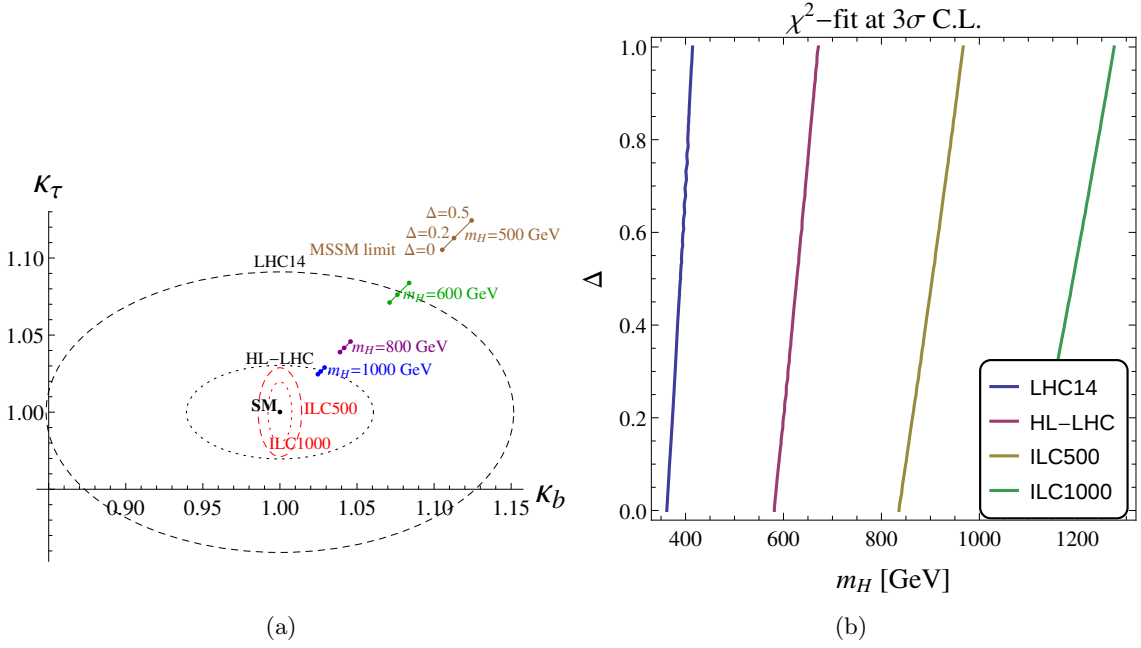 κτ
1.10
1.05
1.00
0.90
0.95
1.00
1.05
1.10
1.15
κb
Δ=0.5
Δ=0.2
mH=500 GeV
MSSM limit
Δ=0
LHC14
mH=600 GeV
mH=800 GeV
HL−LHC
mH=1000 GeV
SM
ILC500
ILC1000
(a)
χ²−fit at 3σ C.L.
Δ
1.0
0.8
0.6
0.4
0.2
0.0
400
600
800
1000
1200
mH [GeV]
LHC14
HL−LHC
ILC500
ILC1000
(b)